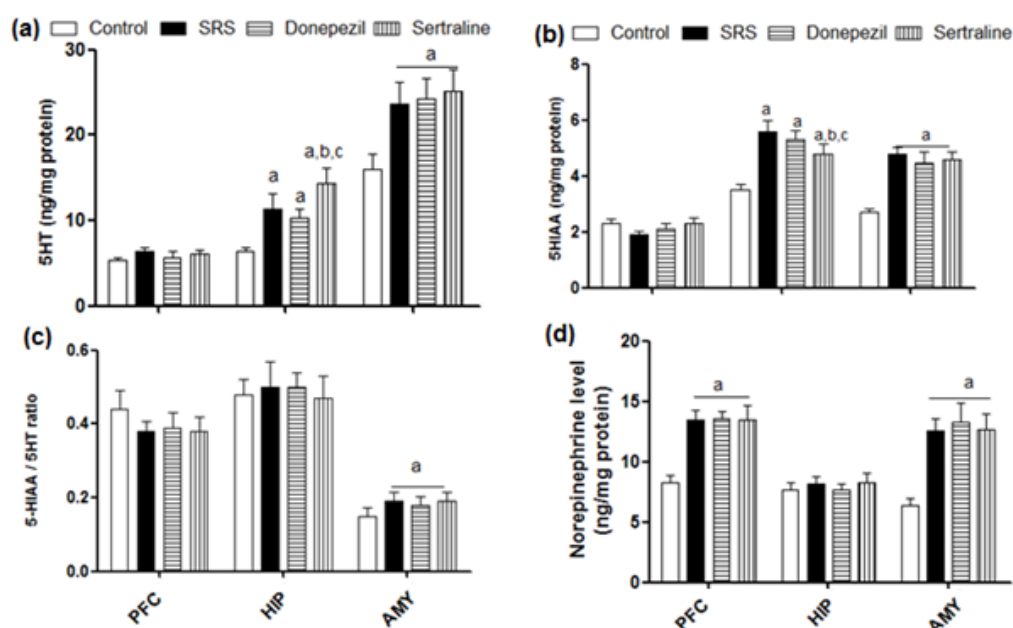 (a) Control SRS Donepezil Sertraline
30
20
10
0
5HT (ng/mg protein)
a
a
a,b,c
a
(b) Control SRS Donepezil Sertraline
8
6
4
2
0
5HIAA (ng/mg protein)
a
a
a,b,c
a
(c)
0.6
0.4
0.2
0.0
5-HIAA / 5HT ratio
a
PFC
HIP
AMY
(d)
20
15
10
5
0
Norepinephrine level
(ng/mg protein)
a
a
PFC
HIP
AMY